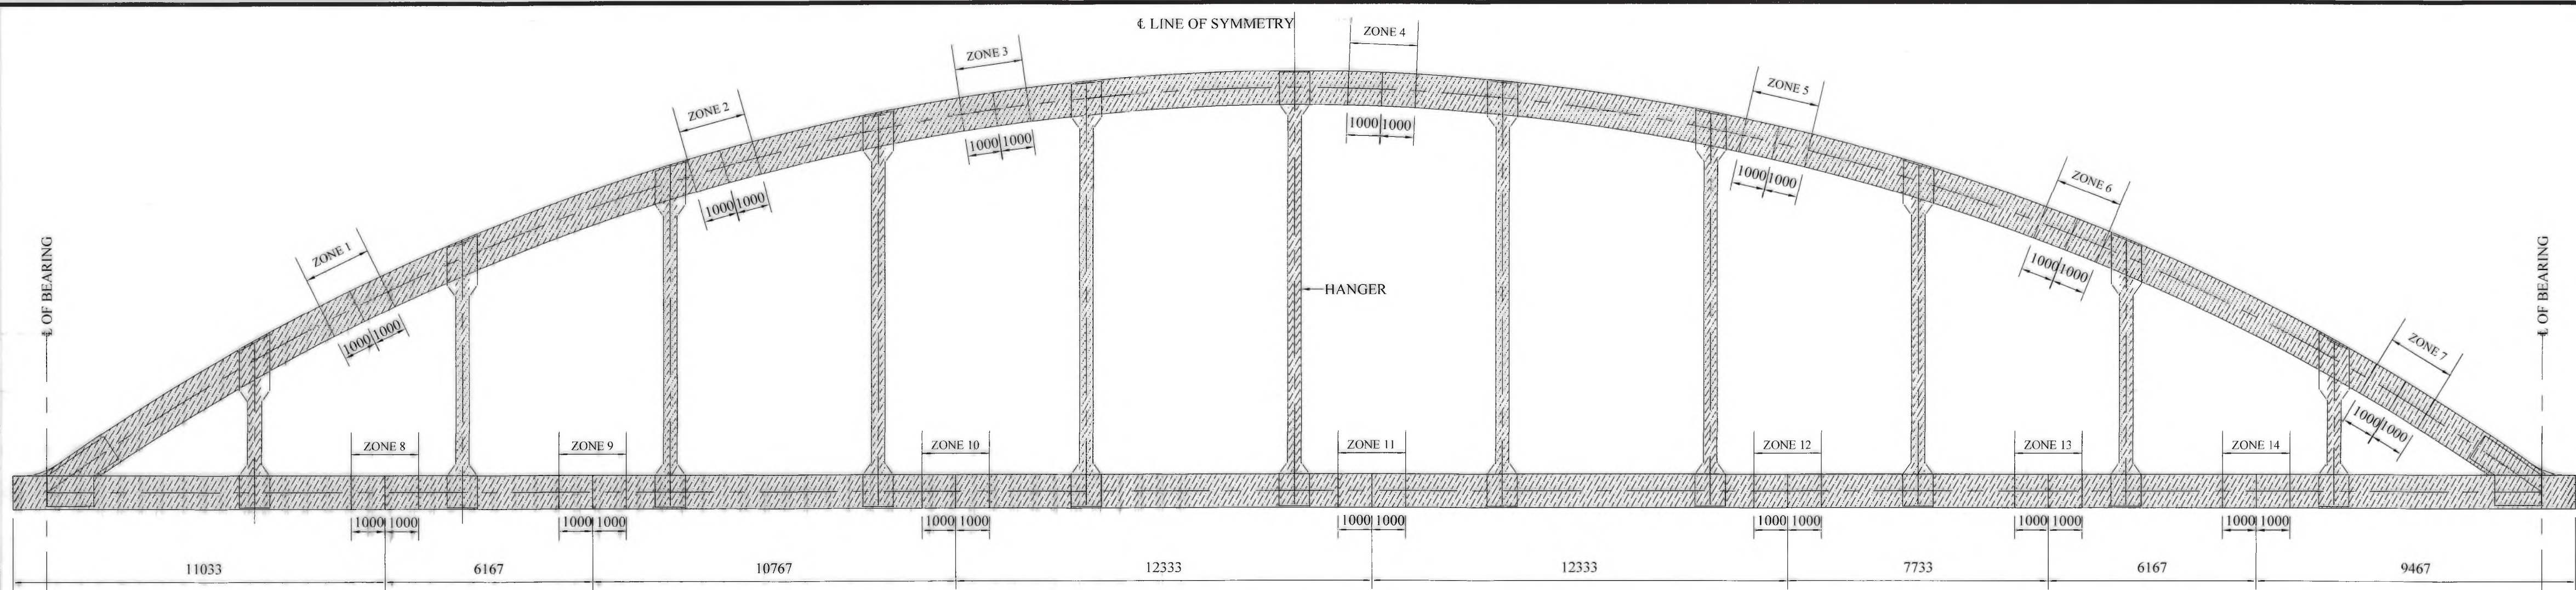 ℄ LINE OF SYMMETRY
ZONE 4
ZONE 3
ZONE 5
ZONE 2
1000 1000
1000 1000
ZONE 6
1000 1000
1000 1000
ZONE 1
℄ OF BEARING
℄ OF BEARING
1000 1000
HANGER
1000 1000
ZONE 7
1000 1000
ZONE 8
ZONE 9
ZONE 10
ZONE 11
ZONE 12
ZONE 13
ZONE 14
1000 1000
1000 1000
1000 1000
1000 1000
1000 1000
1000 1000
1000 1000
11033
6167
10767
12333
12333
7733
6167
9467